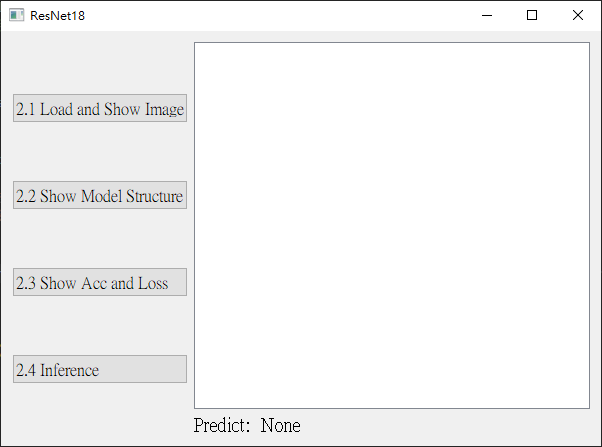 ResNet18
2.1 Load and Show Image
2.2 Show Model Structure
2.3 Show Acc and Loss
2.4 Inference
Predict: None